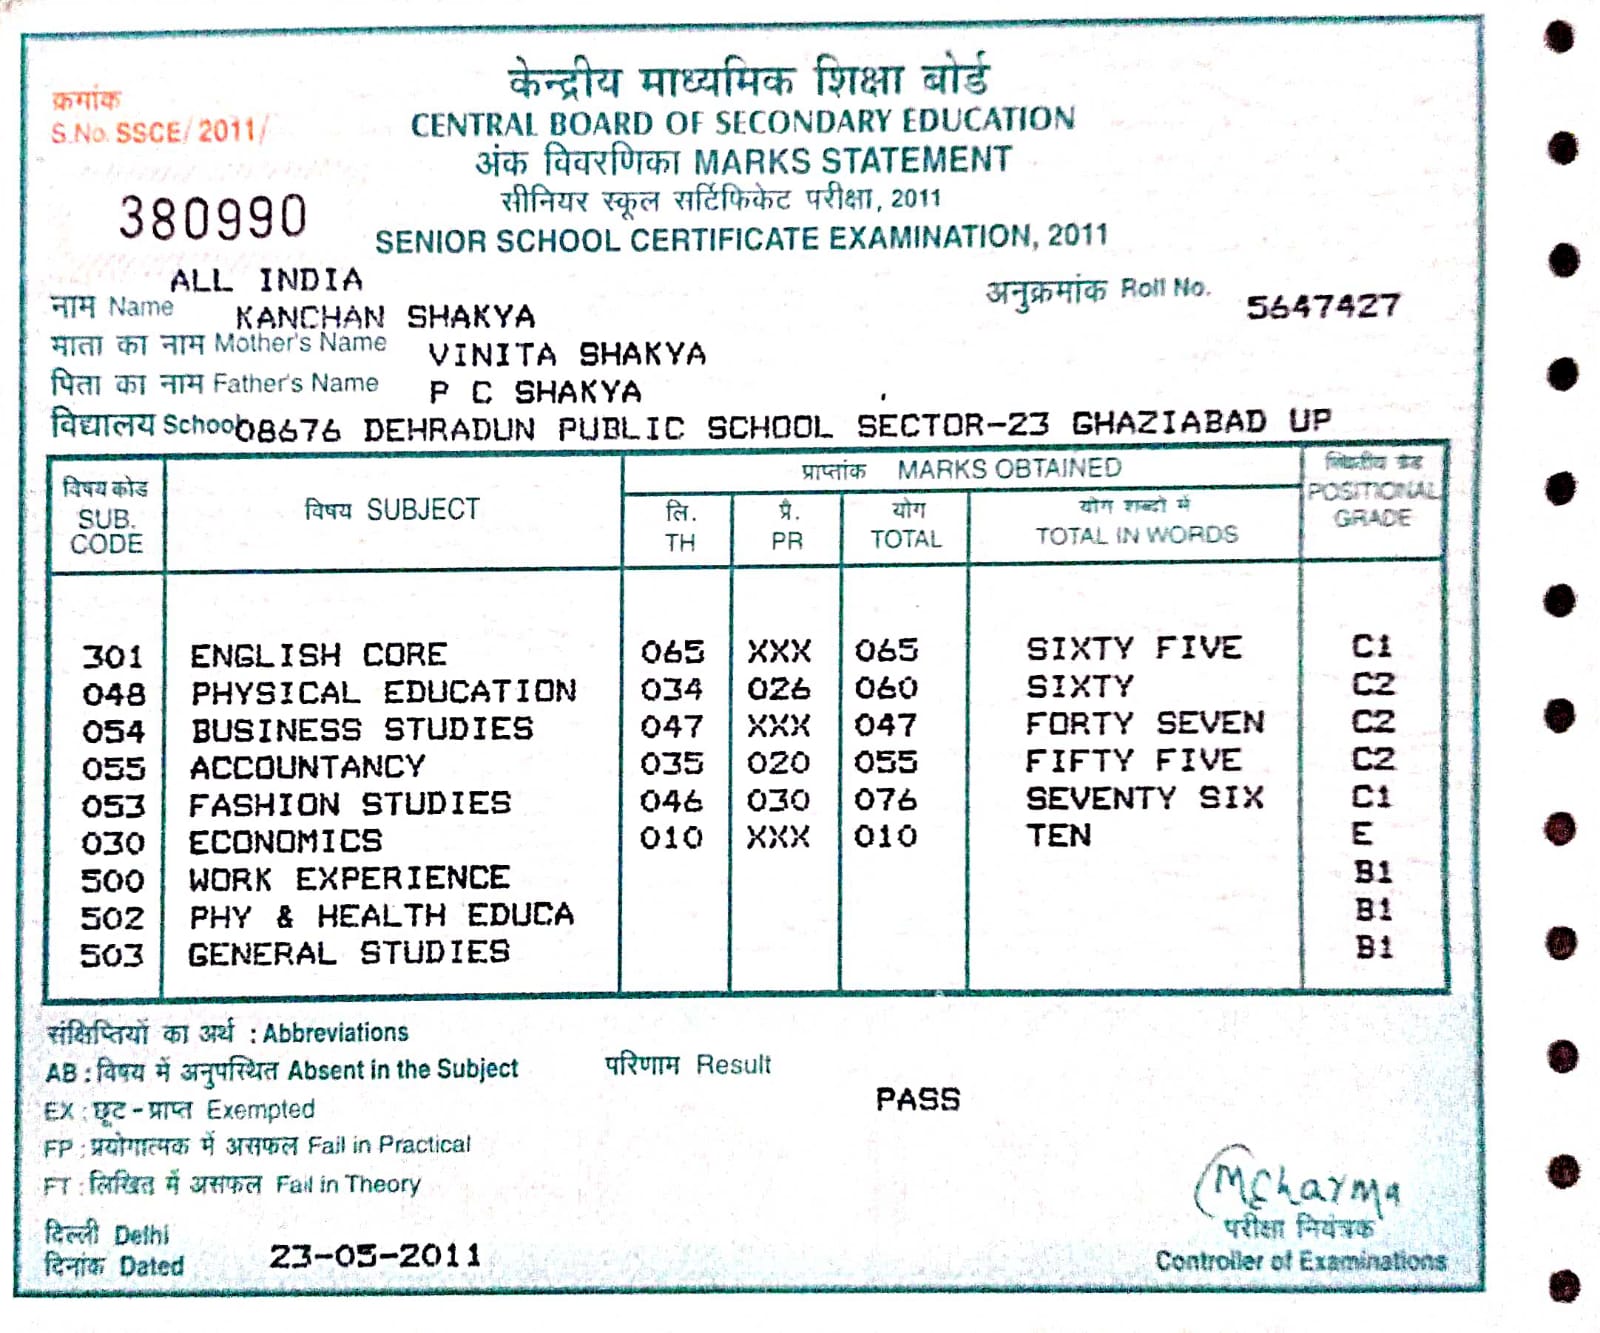 केन्द्रीय माध्यमिक शिक्षा बोर्ड
क्रमांक
S.No. SSCE/2011/
CENTRAL BOARD OF SECONDARY EDUCATION
अंक विवरणिका MARKS STATEMENT
सीनियर स्कूल सर्टिफिकेट परीक्षा, 2011
380990
SENIOR SCHOOL CERTIFICATE EXAMINATION, 2011
ALL INDIA
नाम Name KANCHAN SHAKYA अनुक्रमांक Roll No. 5647427
माता का नाम Mother's Name VINITA SHAKYA
पिता का नाम Father's Name P C SHAKYA
विद्यालय School 08676 DEHRADUN PUBLIC SCHOOL SECTOR-23 GHAZIABAD UP
विषय कोड SUB. CODE विषय SUBJECT प्राप्तांक MARKS OBTAINED POSITIONAL GRADE
लि. TH प्रै. PR योग TOTAL योग शब्दो में TOTAL IN WORDS
301 ENGLISH CORE 065 XXX 065 SIXTY FIVE C1
048 PHYSICAL EDUCATION 034 026 060 SIXTY C2
054 BUSINESS STUDIES 047 XXX 047 FORTY SEVEN C2
055 ACCOUNTANCY 035 020 055 FIFTY FIVE C2
053 FASHION STUDIES 046 030 076 SEVENTY SIX C1
030 ECONOMICS 010 XXX 010 TEN E
500 WORK EXPERIENCE B1
502 PHY & HEALTH EDUCA B1
503 GENERAL STUDIES B1
संक्षिप्तियों का अर्थ : Abbreviations
AB : विषय में अनुपस्थित Absent in the Subject परिणाम Result
PASS
EX : छूट - प्राप्त Exempted
FP : प्रयोगात्मक में असफल Fail in Practical
FT : लिखित में असफल Fail in Theory
MCharma
दिल्ली Delhi परीक्षा नियंत्रक
दिनांक Dated 23-05-2011 Controller of Examinations